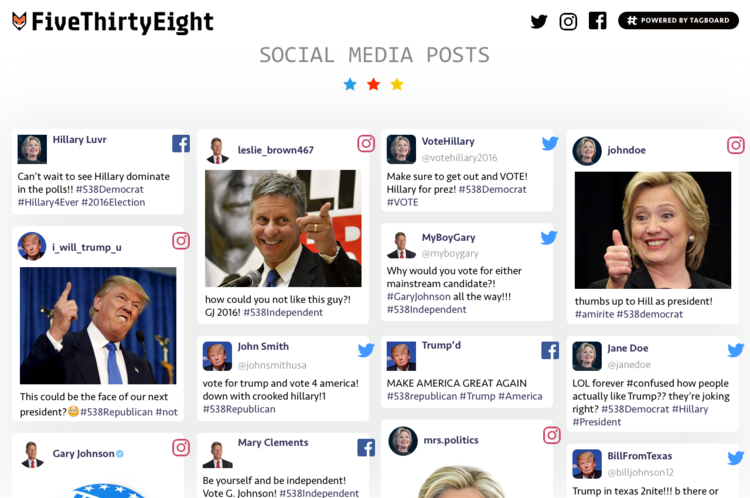 FiveThirtyEight
POWERED BY TAGBOARD
SOCIAL MEDIA POSTS
Hillary Luvr
Can't wait to see Hillary dominate
in the polls!! #538Democrat
#Hillary4Ever #2016Election
i_will_trump_u
This could be the face of our next
president?😳#538Republican #not
Gary Johnson
leslie_brown467
how could you not like this guy?!
GJ 2016! #538Independent
John Smith
@johnsmithusa
vote for trump and vote 4 america!
down with crooked hillary!1
#538Republican
Mary Clements
Be yourself and be independent!
Vote G. Johnson! #538Independent
VoteHillary
@votehillary2016
Make sure to get out and VOTE!
Hillary for prez! #538Democrat
#VOTE
MyBoyGary
@myboygary
Why would you vote for either
mainstream candidate?!
#GaryJohnson all the way!!!
#538Independent
Trump'd
MAKE AMERICA GREAT AGAIN
#538republican #Trump #America
mrs.politics
johndoe
thumbs up to Hill as president!
#amirite #538democrat
Jane Doe
@janedoe
LOL forever #confused how people
actually like Trump?? they're joking
right? #538Democrat #Hillary
#President
BillFromTexas
@billjohnson12
Trump in texas 2nite!!! b there or